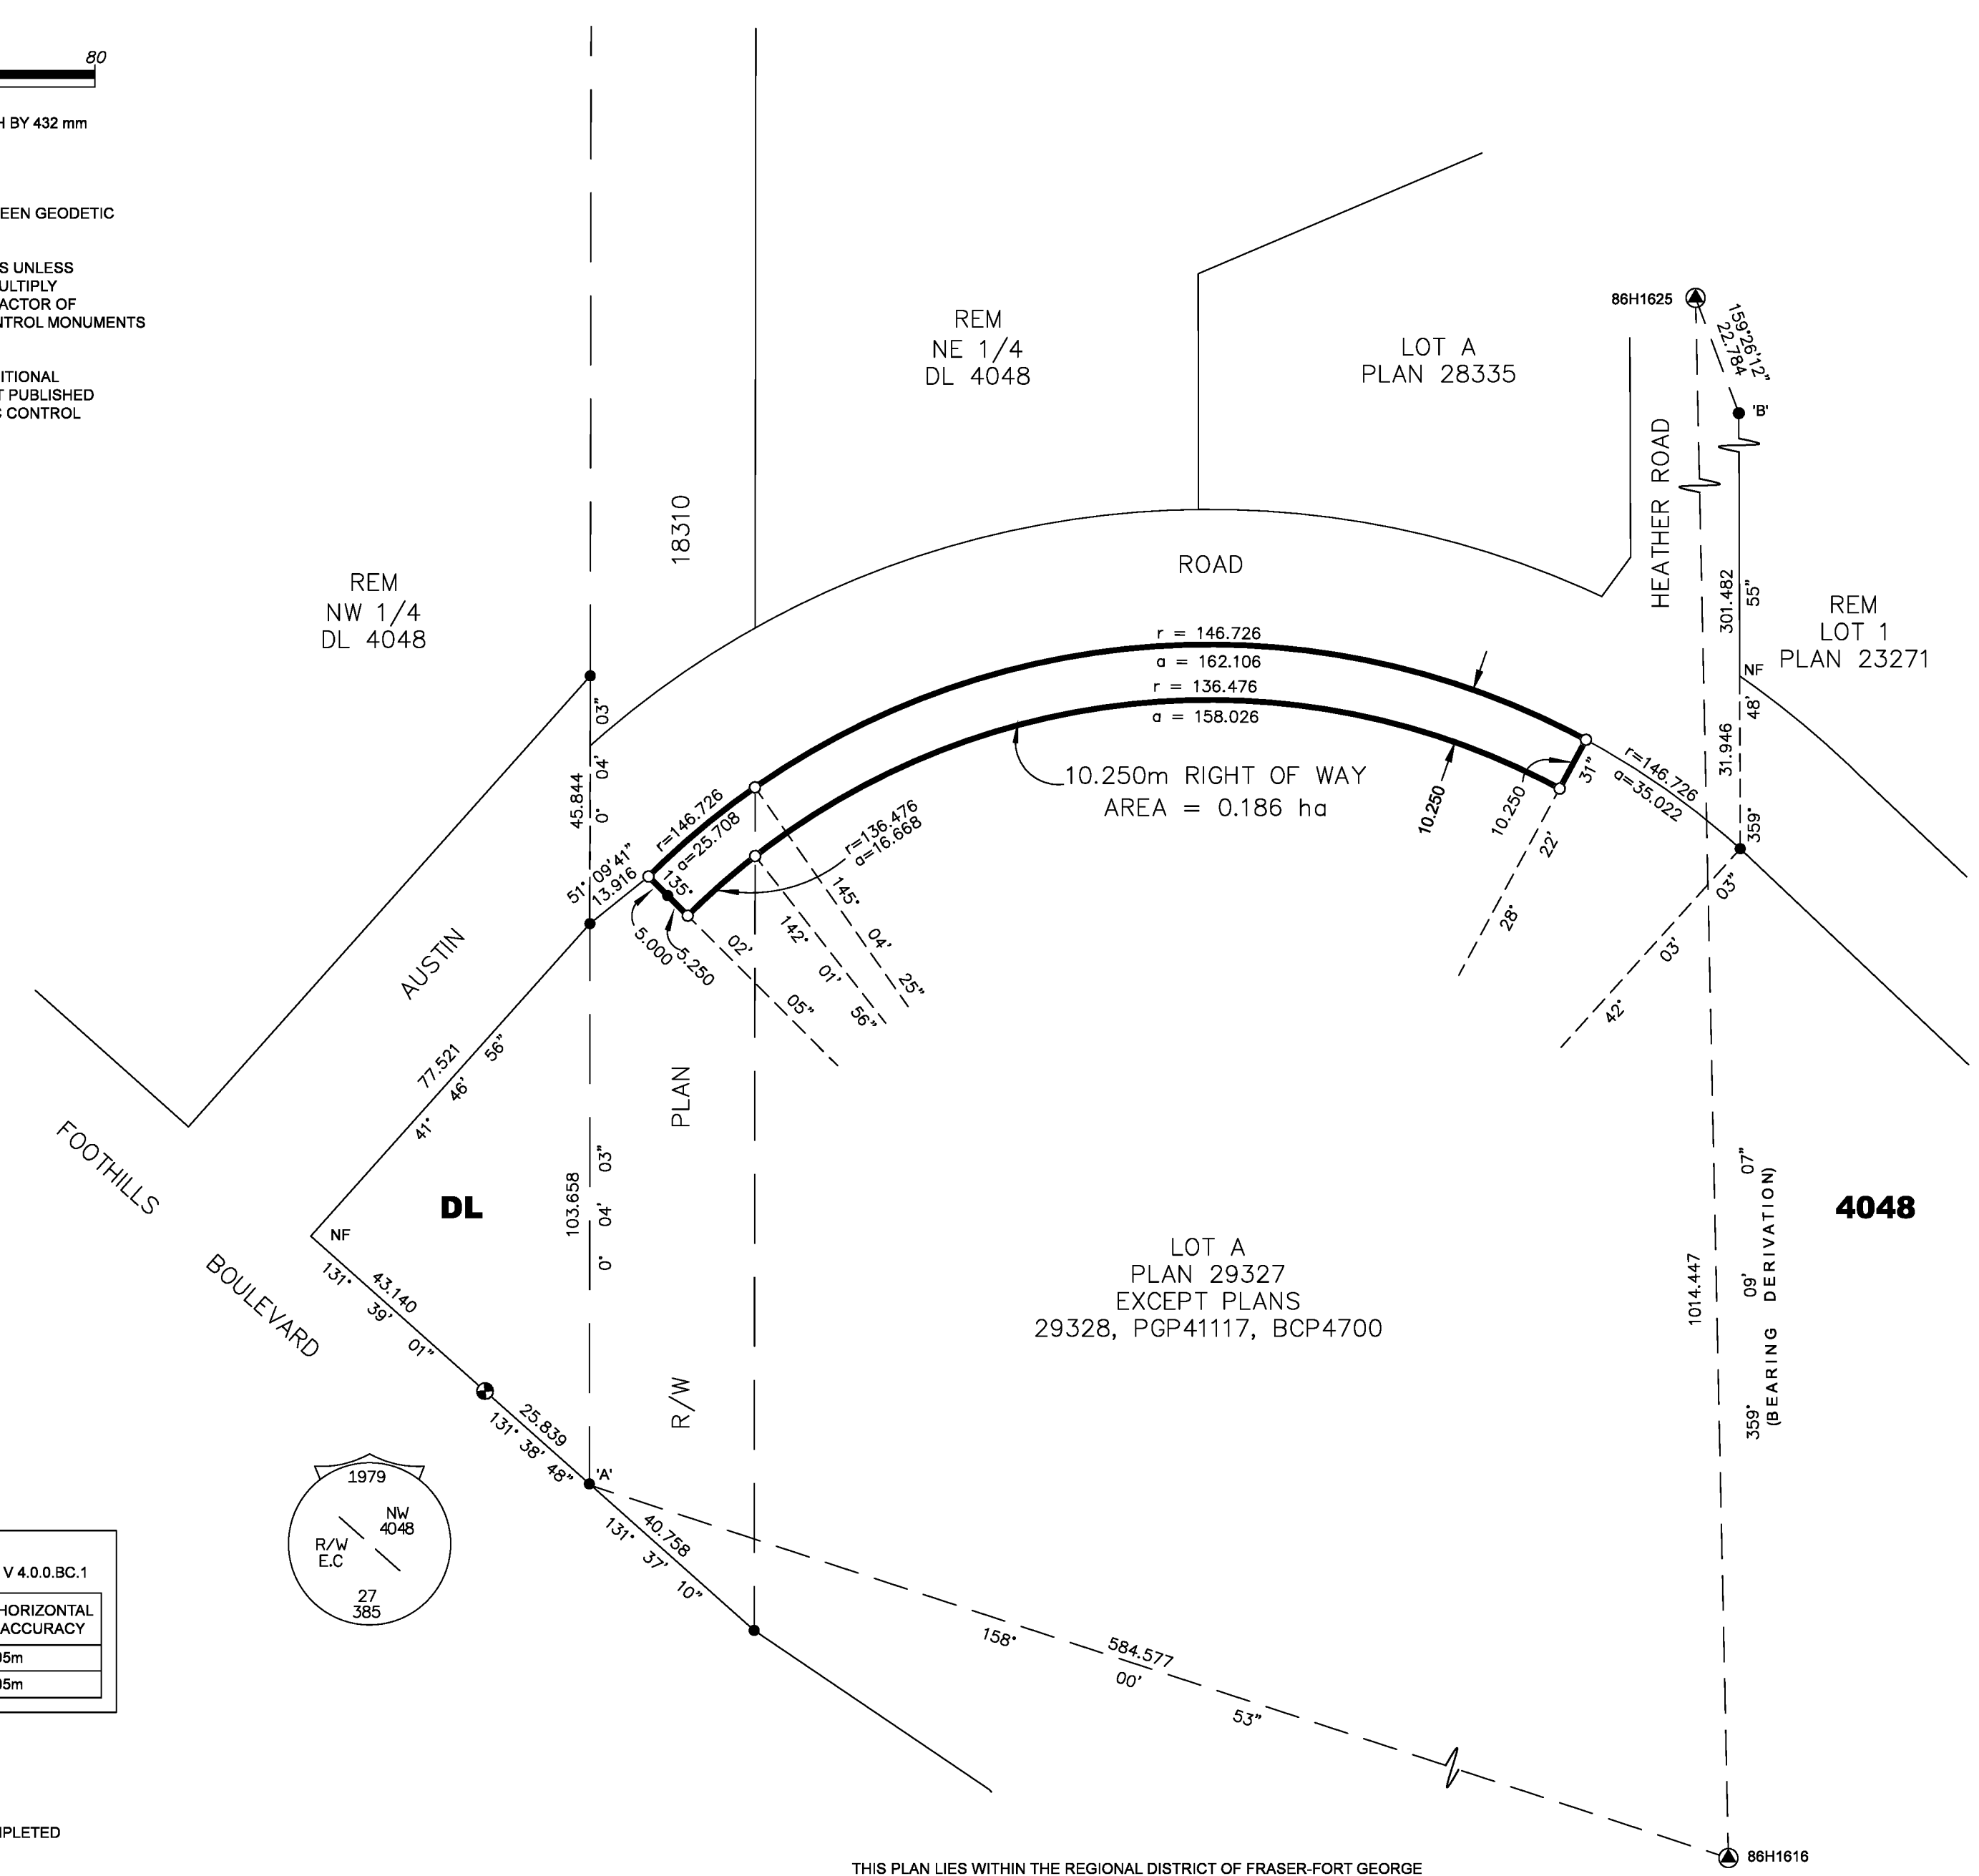 80
H BY 432 mm
EEN GEODETIC
S UNLESS
ULTIPLY
ACTOR OF
NTROL MONUMENTS
ITIONAL
T PUBLISHED
C CONTROL
REM
NE 1/4
DL 4048
LOT A
PLAN 28335
86H1625
159°26'12"
22.784
'B'
HEATHER ROAD
18310
ROAD
REM
NW 1/4
DL 4048
301.482
55"
REM
LOT 1
PLAN 23271
NF
48'
31.946
359°
r = 146.726
a = 162.106
r = 136.476
a = 158.026
10.250m RIGHT OF WAY
AREA = 0.186 ha
10.250
10.250
31"
22'
28°
r=146.726
a=35.022
03"
03'
42°
45.844
0° 04' 03"
51° 09'41"
13.916
r=146.726
a=25.708
r=136.476
a=16.668
135°
02'
05"
5.000
5.250
145°
04'
25"
142°
01'
56"
AUSTIN
77.521
41° 46' 56"
PLAN
FOOTHILLS
BOULEVARD
DL
4048
103.658
0° 04' 03"
NF
43.140
131° 39' 01"
25.839
131° 38' 48"
'A'
R/W
LOT A
PLAN 29327
EXCEPT PLANS
29328, PGP41117, BCP4700
1014.447
359° 09' 07"
(BEARING DERIVATION)
1979
NW
4048
R/W
E.C
27
385
40.758
131° 37' 10"
158° 00' 53"
584.577
V 4.0.0.BC.1
HORIZONTAL
ACCURACY
05m
05m
MPLETED
86H1616
THIS PLAN LIES WITHIN THE REGIONAL DISTRICT OF FRASER-FORT GEORGE